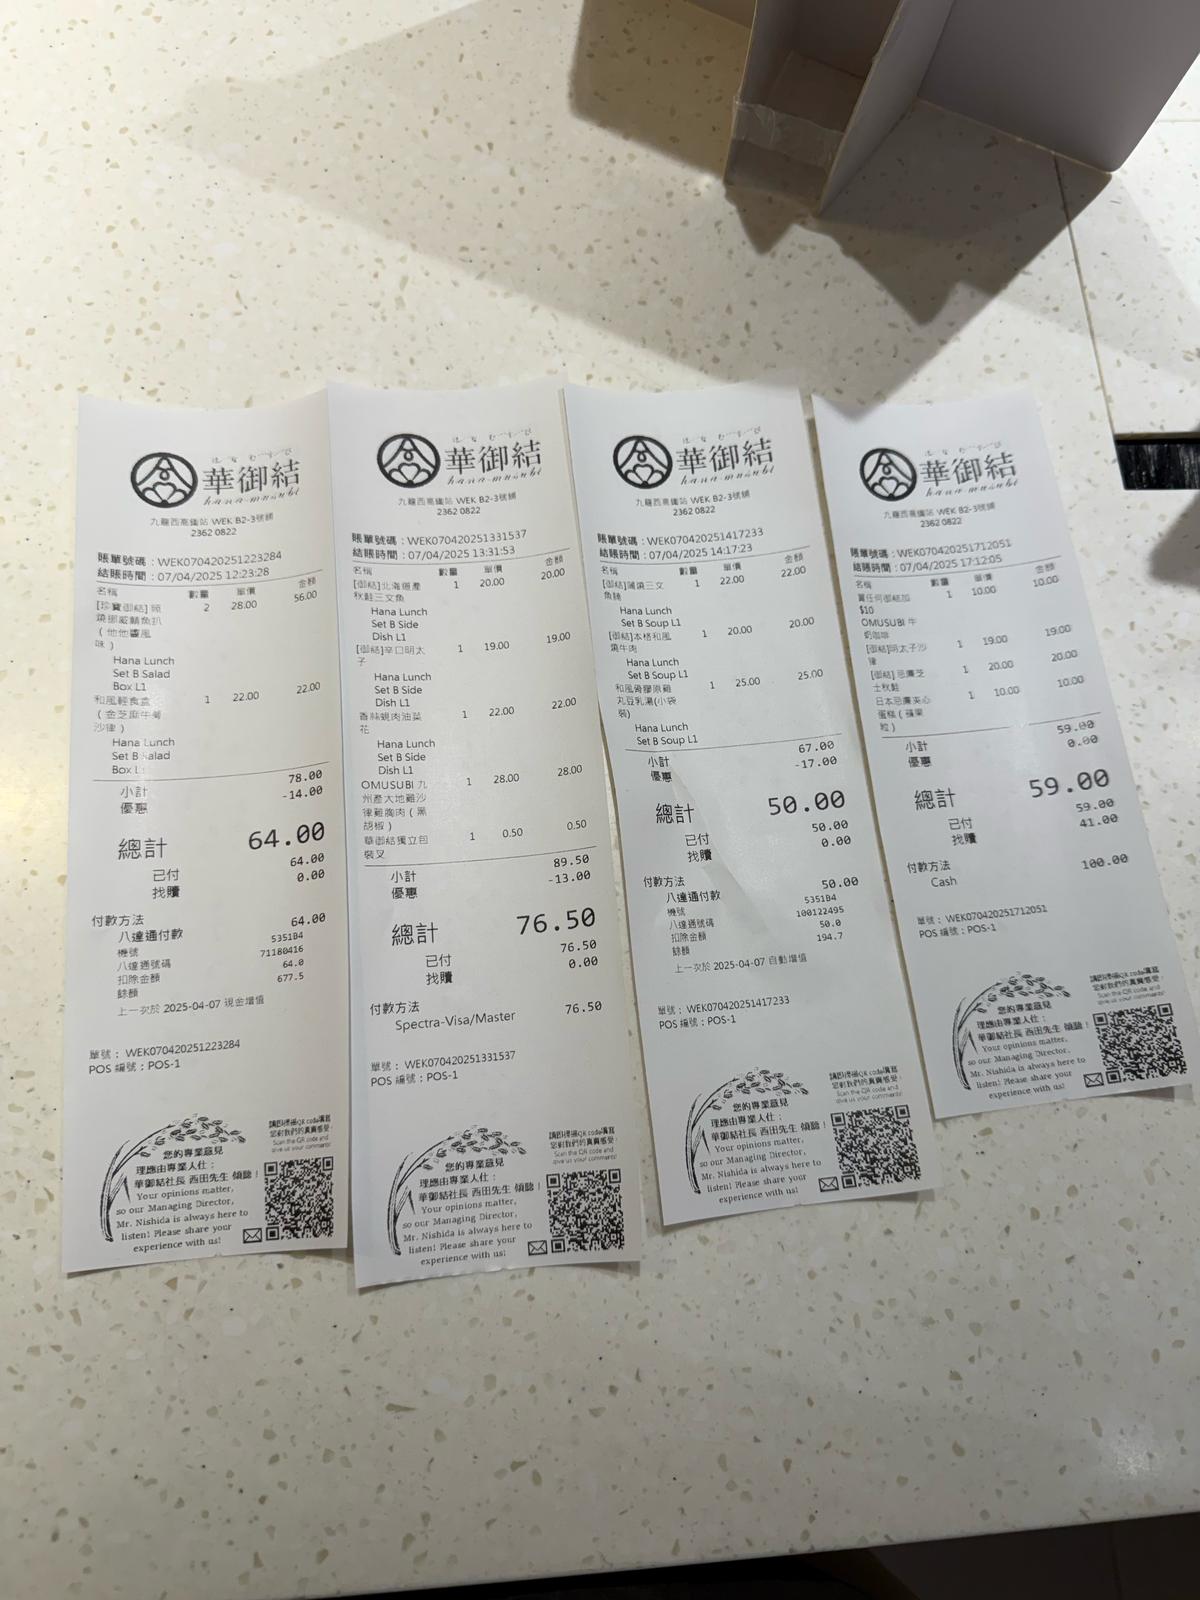 はなむすび
華御結
hana-musubi
九龍西高鐵站 WEK B2-3號舖
2362 0822
賬單號碼：WEK070420251223284
結賬時間：07/04/2025 12:23:28
名稱 數量 單價 金額
[珍寶御結] 照 2 28.00 56.00
燒挪威鯖魚扒
（他他醬風
味）
Hana Lunch
Set B Salad
Box L1
和風輕食盒 1 22.00 22.00
（金芝麻牛蒡
沙律）
Hana Lunch
Set B Salad
Box L1
小計 78.00
優惠 -14.00
總計 64.00
已付 64.00
找贖 0.00
付款方法
八達通付款 64.00
機號 5351B4
八達通號碼 71180416
扣除金額 64.0
餘額 677.5
上一次於 2025-04-07 現金增值
單號： WEK070420251223284
POS 編號：POS-1
您的專業意見
理應由專業人仕：
華御結社長 西田先生 傾聽！
Your opinions matter,
so our Managing Director,
Mr. Nishida is always here to
listen! Please share your
experience with us!
請即掃描QR code填寫
您對我們的真實感受!
Scan the QR code and
give us your comments!
はなむすび
華御結
hana-musubi
九龍西高鐵站 WEK B2-3號舖
2362 0822
賬單號碼：WEK070420251331537
結賬時間：07/04/2025 13:31:53
名稱 數量 單價 金額
[御結]北海道產 1 20.00 20.00
秋鮭三文魚
Hana Lunch
Set B Side
Dish L1
[御結]辛口明太 1 19.00 19.00
子
Hana Lunch
Set B Side
Dish L1
香蒜蜆肉油菜 1 22.00 22.00
花
Hana Lunch
Set B Side
Dish L1
OMUSUBI 九 1 28.00 28.00
州產大地雞沙
律雞胸肉（黑
胡椒）
華御結獨立包 1 0.50 0.50
裝叉
小計 89.50
優惠 -13.00
總計 76.50
已付 76.50
找贖 0.00
付款方法
Spectra-Visa/Master 76.50
單號： WEK070420251331537
POS 編號：POS-1
您的專業意見
理應由專業人仕：
華御結社長 西田先生 傾聽！
Your opinions matter,
so our Managing Director,
Mr. Nishida is always here to
listen! Please share your
experience with us!
請即掃描QR code填寫
您對我們的真實感受!
Scan the QR code and
give us your comments!
はなむすび
華御結
hana-musubi
九龍西高鐵站 WEK B2-3號舖
2362 0822
賬單號碼：WEK070420251417233
結賬時間：07/04/2025 14:17:23
名稱 數量 單價 金額
[御結]蒲燒三文 1 22.00 22.00
魚腩
Hana Lunch
Set B Soup L1
[御結]本格和風 1 20.00 20.00
燒牛肉
Hana Lunch
Set B Soup L1
和風骨膠原雞 1 25.00 25.00
丸豆乳湯(小袋
裝)
Hana Lunch
Set B Soup L1
小計 67.00
優惠 -17.00
總計 50.00
已付 50.00
找贖 0.00
付款方法
八達通付款 50.00
機號 5351B4
八達通號碼 100122495
扣除金額 50.0
餘額 194.7
上一次於 2025-04-07 自動增值
單號： WEK070420251417233
POS 編號：POS-1
您的專業意見
理應由專業人仕：
華御結社長 西田先生 傾聽！
Your opinions matter,
so our Managing Director,
Mr. Nishida is always here to
listen! Please share your
experience with us!
請即掃描QR code填寫
您對我們的真實感受!
Scan the QR code and
give us your comments!
はなむすび
華御結
hana-musubi
九龍西高鐵站 WEK B2-3號舖
2362 0822
賬單號碼：WEK070420251712051
結賬時間：07/04/2025 17:12:05
名稱 數量 單價 金額
買任何御結加 1 10.00 10.00
$10
OMUSUBI 牛
奶咖啡
[御結]明太子沙 1 19.00 19.00
律
[御結] 忌廉芝 1 20.00 20.00
士秋鮭
日本忌廉夾心 1 10.00 10.00
蛋糕（蘋果
粒）
小計 59.00
優惠 0.00
總計 59.00
已付 59.00
找贖 41.00
付款方法
Cash 100.00
單號： WEK070420251712051
POS 編號：POS-1
您的專業意見
理應由專業人仕：
華御結社長 西田先生 傾聽！
Your opinions matter,
so our Managing Director,
Mr. Nishida is always here to
listen! Please share your
experience with us!
請即掃描QR code填寫
您對我們的真實感受!
Scan the QR code and
give us your comments!